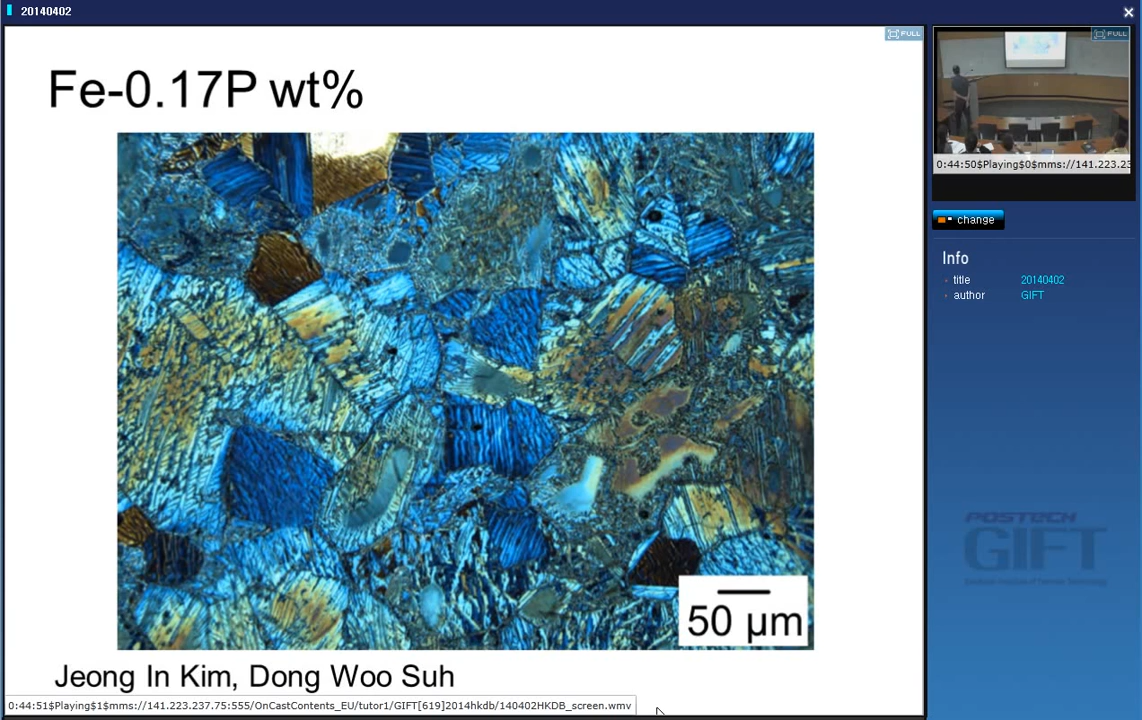 20140402
FULL
Fe-0.17P wt%
50 µm
Jeong In Kim, Dong Woo Suh
0:44:51$Playing$1$mms://141.223.237.75:555/OnCastContents_EU/tutor1/GIFT[619]2014hkdb/140402HKDB_screen.wmv
FULL
0:44:50$Playing$0$mms://141.223.23
change
Info
title 20140402
author GIFT
POSTECH
GIFT